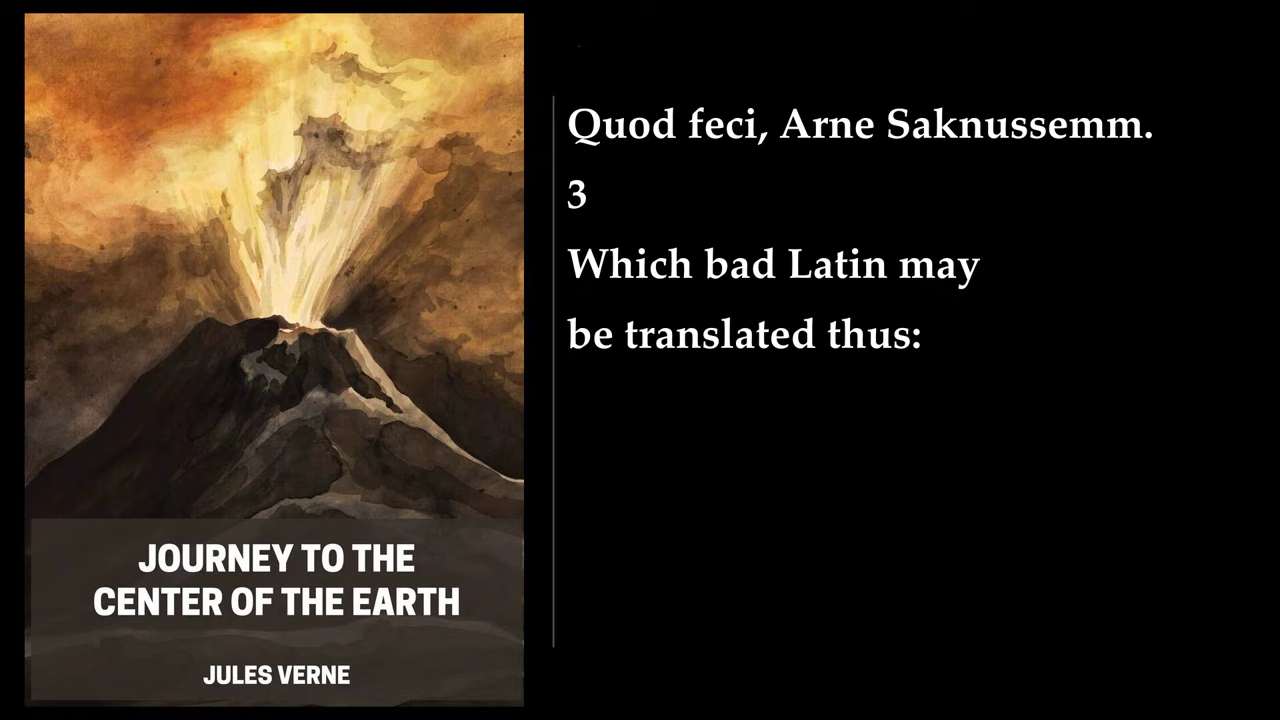 Quod feci, Arne Saknussemm.
3
Which bad Latin may
be translated thus:
JOURNEY TO THE
CENTER OF THE EARTH
JULES VERNE